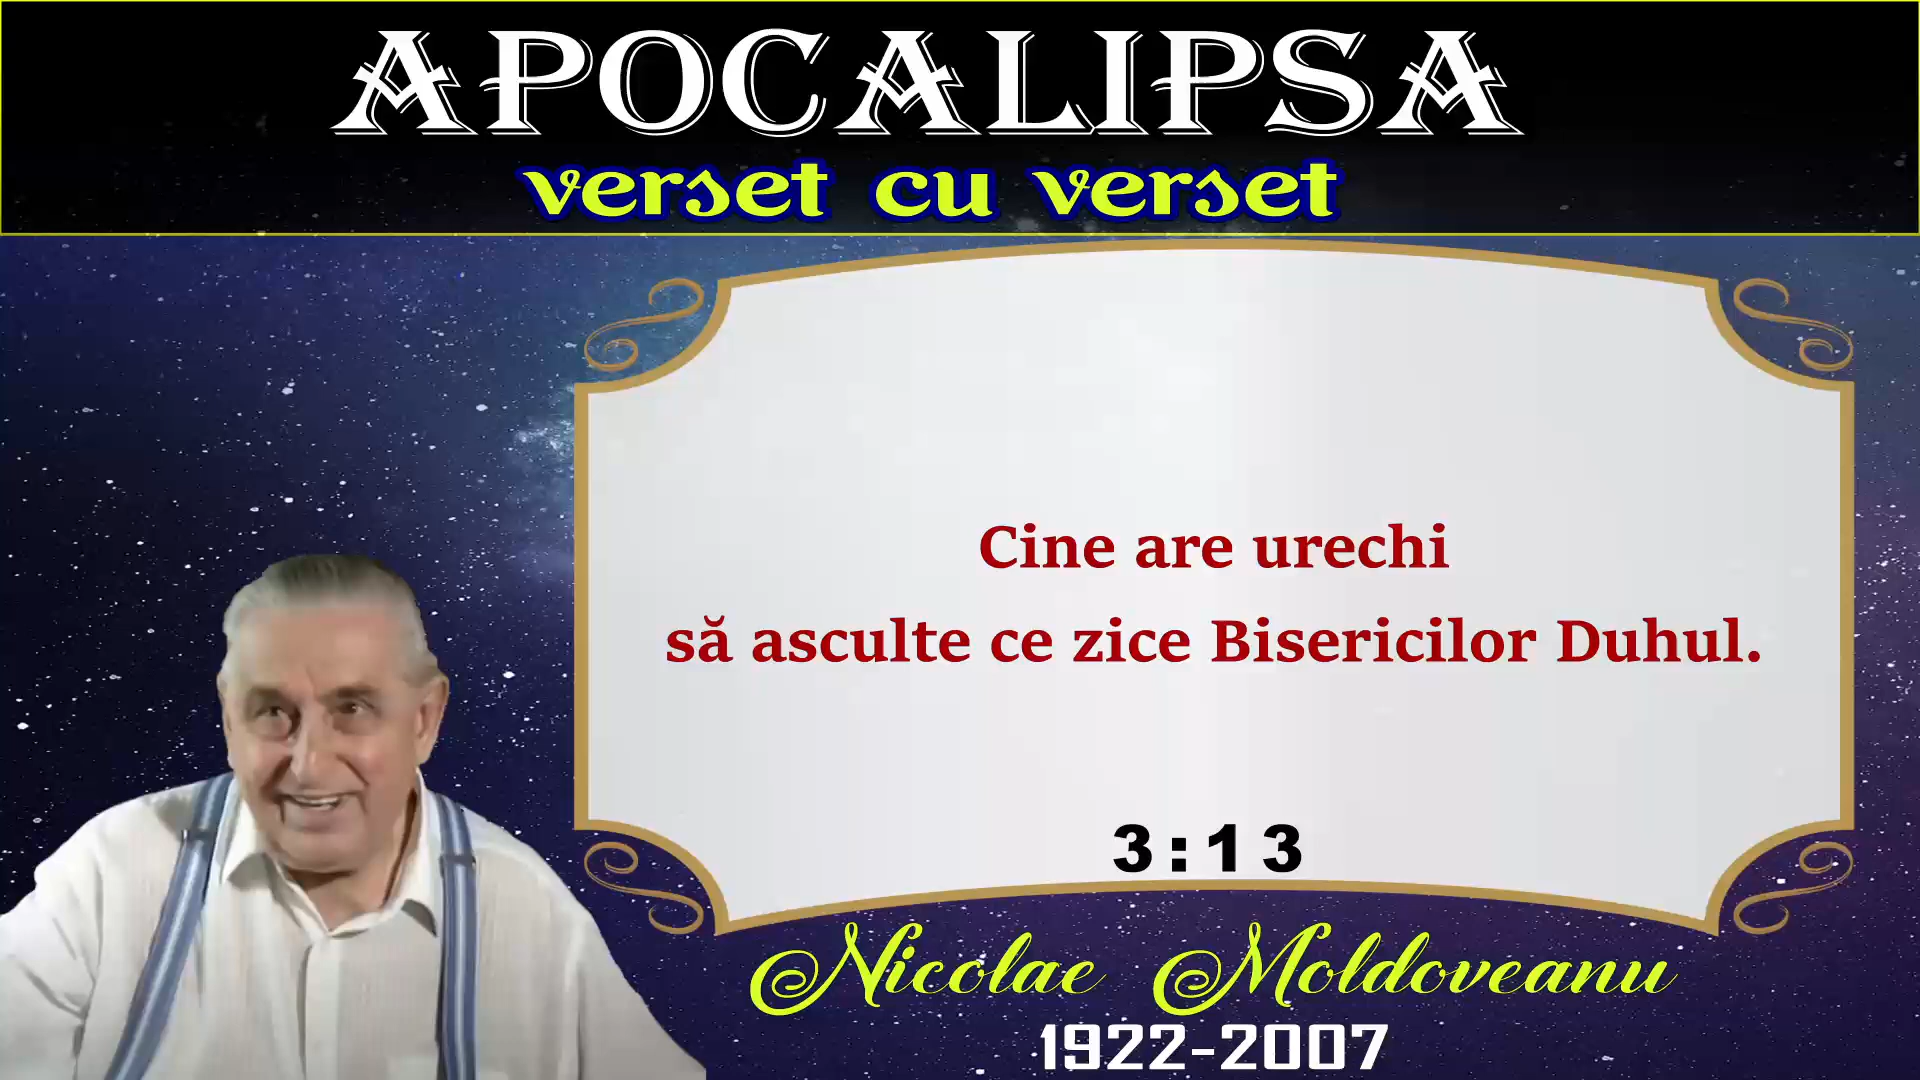 APOCALIPSA
verset cu verset
Cine are urechi
să asculte ce zice Bisericilor Duhul.
3:13
Nicolae Moldoveanu
1922-2007